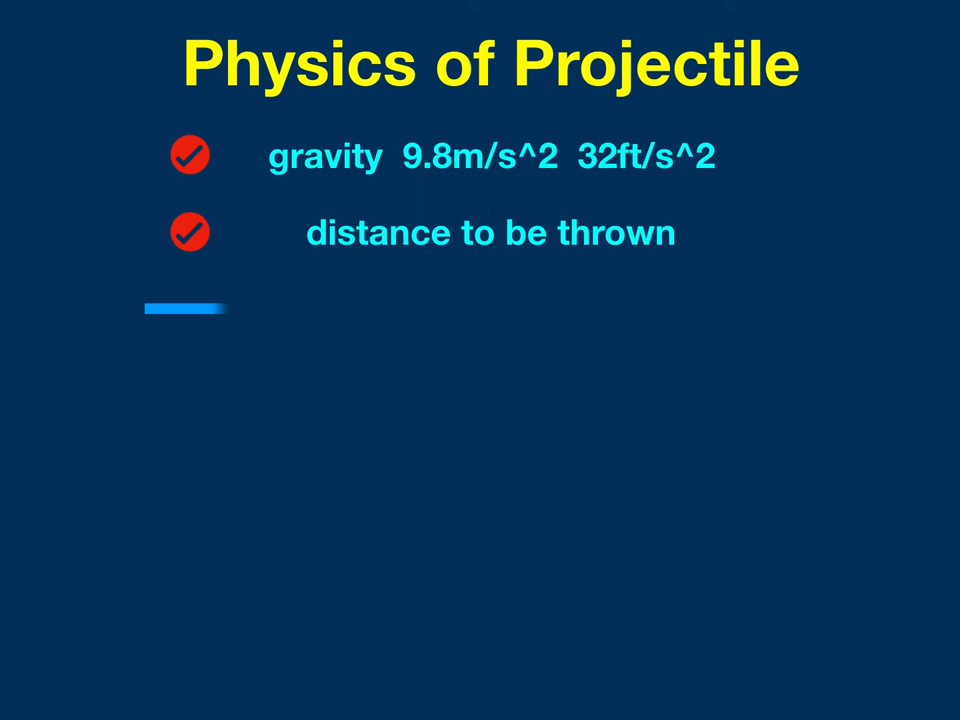 Physics of Projectile
gravity 9.8m/s^2 32ft/s^2
distance to be thrown